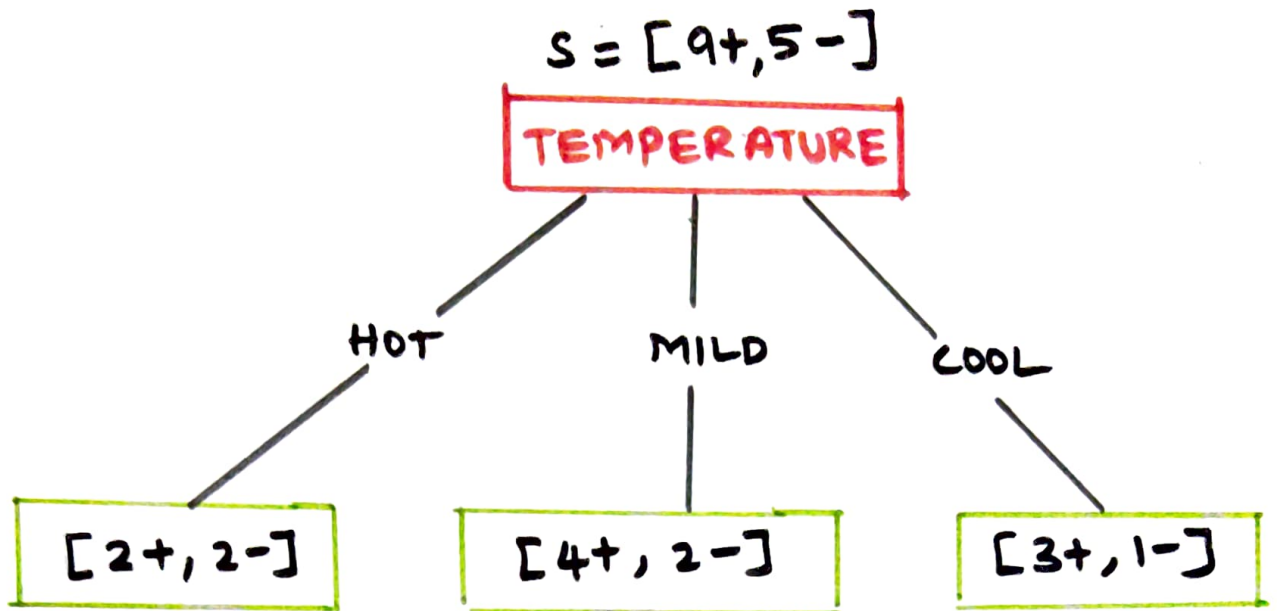 S = [9+, 5-]
TEMPERATURE
HOT MILD COOL
[2+, 2-] [4+, 2-] [3+, 1-]